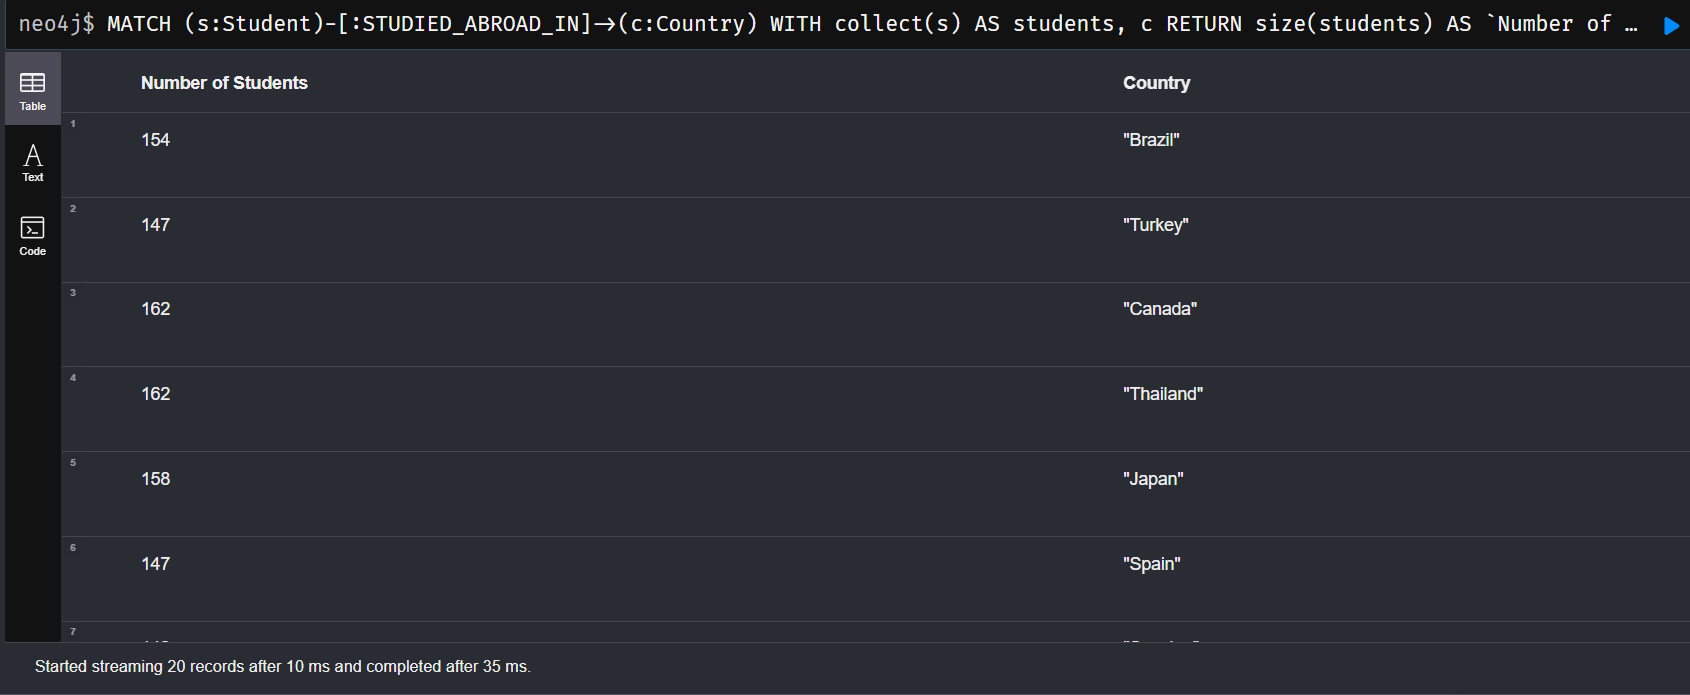 neo4j$ MATCH (s:Student)-[:STUDIED_ABROAD_IN]→(c:Country) WITH collect(s) AS students, c RETURN size(students) AS `Number of …
Table
Text
Code
Number of Students Country
1 154 "Brazil"
2 147 "Turkey"
3 162 "Canada"
4 162 "Thailand"
5 158 "Japan"
6 147 "Spain"
7
Started streaming 20 records after 10 ms and completed after 35 ms.